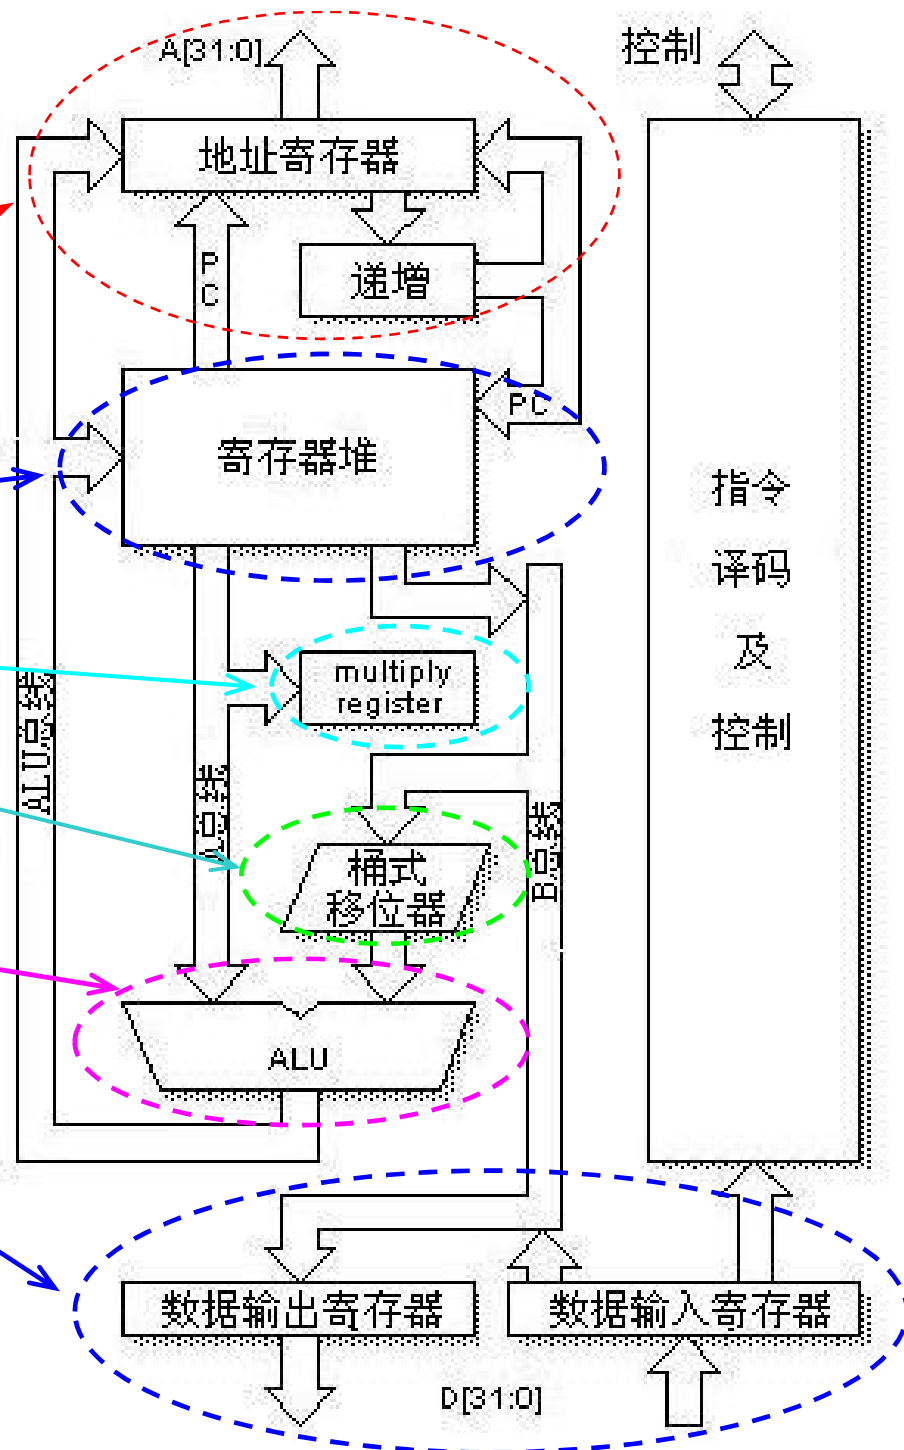 A[31:0]
控制
地址寄存器
P
C
递增
PC
寄存器堆
指令
译码
及
控制
multiply
register
ALU总线
A总线
B总线
桶式
移位器
ALU
数据输出寄存器
数据输入寄存器
D[31:0]